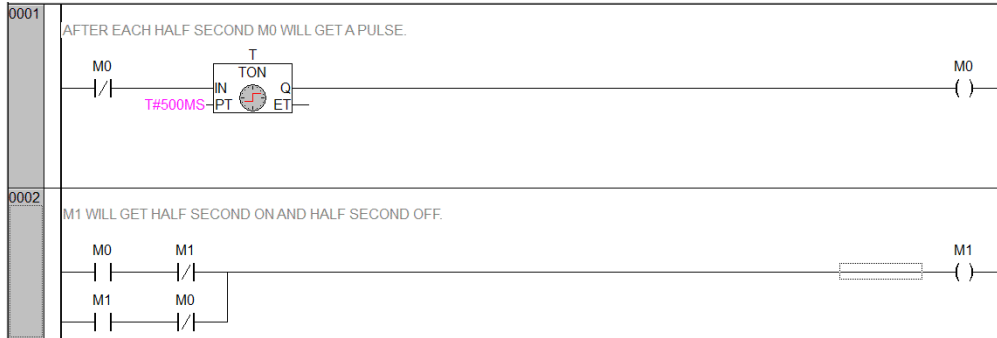 0001
AFTER EACH HALF SECOND M0 WILL GET A PULSE.
T
M0 TON M0
IN Q
T#500MS PT ET
0002
M1 WILL GET HALF SECOND ON AND HALF SECOND OFF.
M0 M1 M1
M1 M0